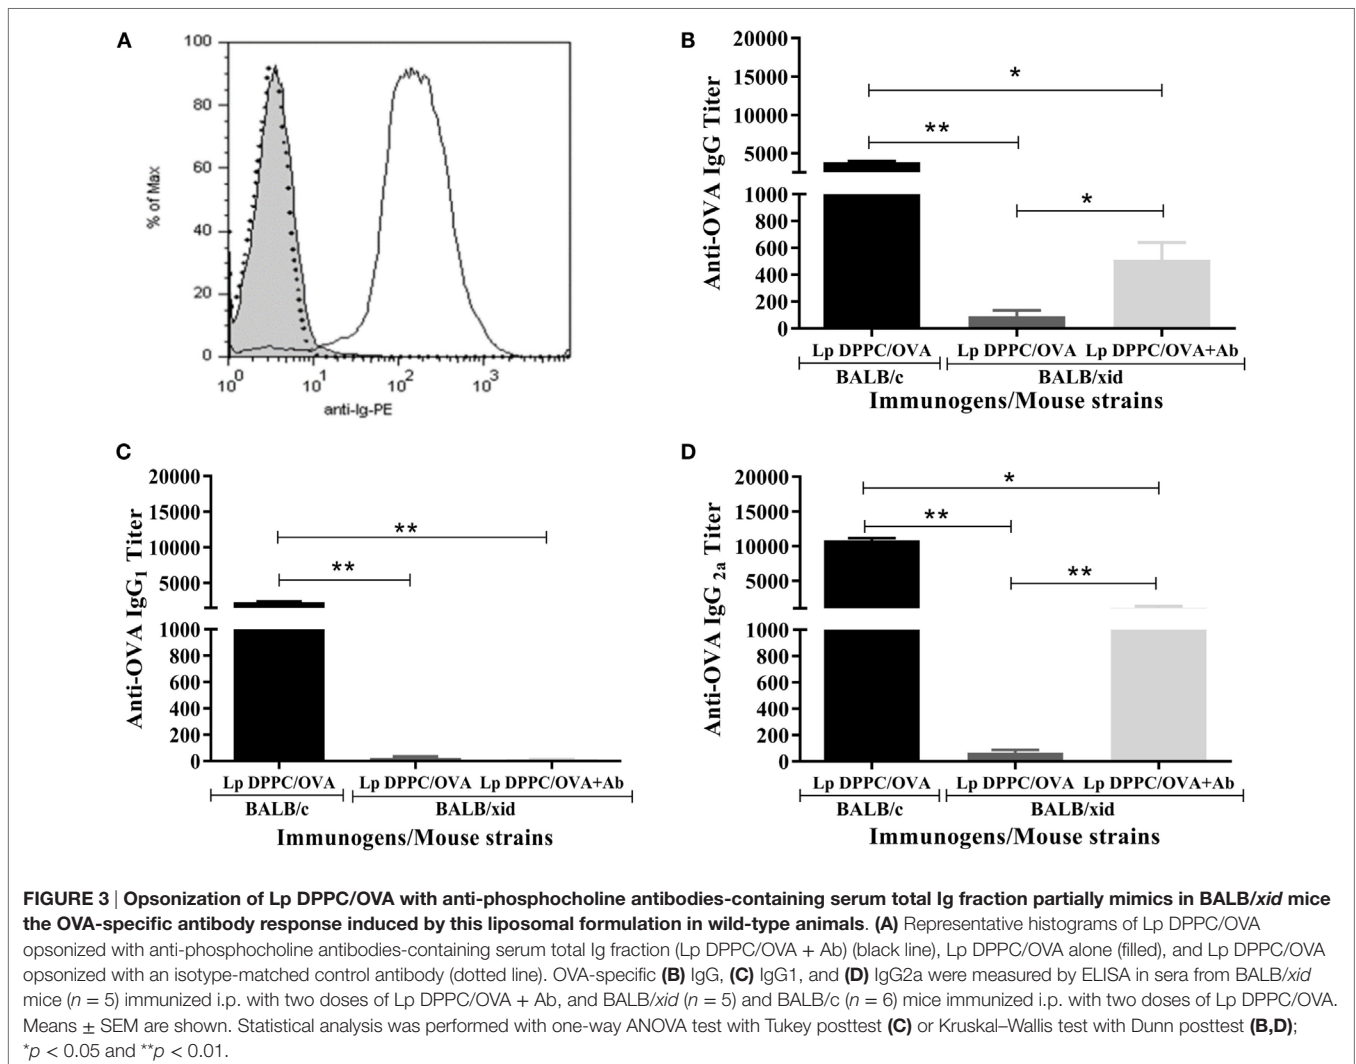 A
100
80
60
40
20
0
% of Max
10^0 10^1 10^2 10^3
anti-Ig-PE
B
20000
15000
10000
5000
1000
800
600
400
200
0
Anti-OVA IgG Titer
*
**
*
Lp DPPC/OVA Lp DPPC/OVA Lp DPPC/OVA+Ab
BALB/c BALB/xid
Immunogens/Mouse strains
C
20000
15000
10000
5000
1000
800
600
400
200
0
Anti-OVA IgG1 Titer
**
**
Lp DPPC/OVA Lp DPPC/OVA Lp DPPC/OVA+Ab
BALB/c BALB/xid
Immunogens/Mouse strains
D
20000
15000
10000
5000
1000
800
600
400
200
0
Anti-OVA IgG 2a Titer
*
**
**
Lp DPPC/OVA Lp DPPC/OVA Lp DPPC/OVA+Ab
BALB/c BALB/xid
Immunogens/Mouse strains
FIGURE 3 | Opsonization of Lp DPPC/OVA with anti-phosphocholine antibodies-containing serum total Ig fraction partially mimics in BALB/xid mice
the OVA-specific antibody response induced by this liposomal formulation in wild-type animals. (A) Representative histograms of Lp DPPC/OVA
opsonized with anti-phosphocholine antibodies-containing serum total Ig fraction (Lp DPPC/OVA + Ab) (black line), Lp DPPC/OVA alone (filled), and Lp DPPC/OVA
opsonized with an isotype-matched control antibody (dotted line). OVA-specific (B) IgG, (C) IgG1, and (D) IgG2a were measured by ELISA in sera from BALB/xid
mice (n = 5) immunized i.p. with two doses of Lp DPPC/OVA + Ab, and BALB/xid (n = 5) and BALB/c (n = 6) mice immunized i.p. with two doses of Lp DPPC/OVA.
Means ± SEM are shown. Statistical analysis was performed with one-way ANOVA test with Tukey posttest (C) or Kruskal–Wallis test with Dunn posttest (B,D);
*p < 0.05 and **p < 0.01.